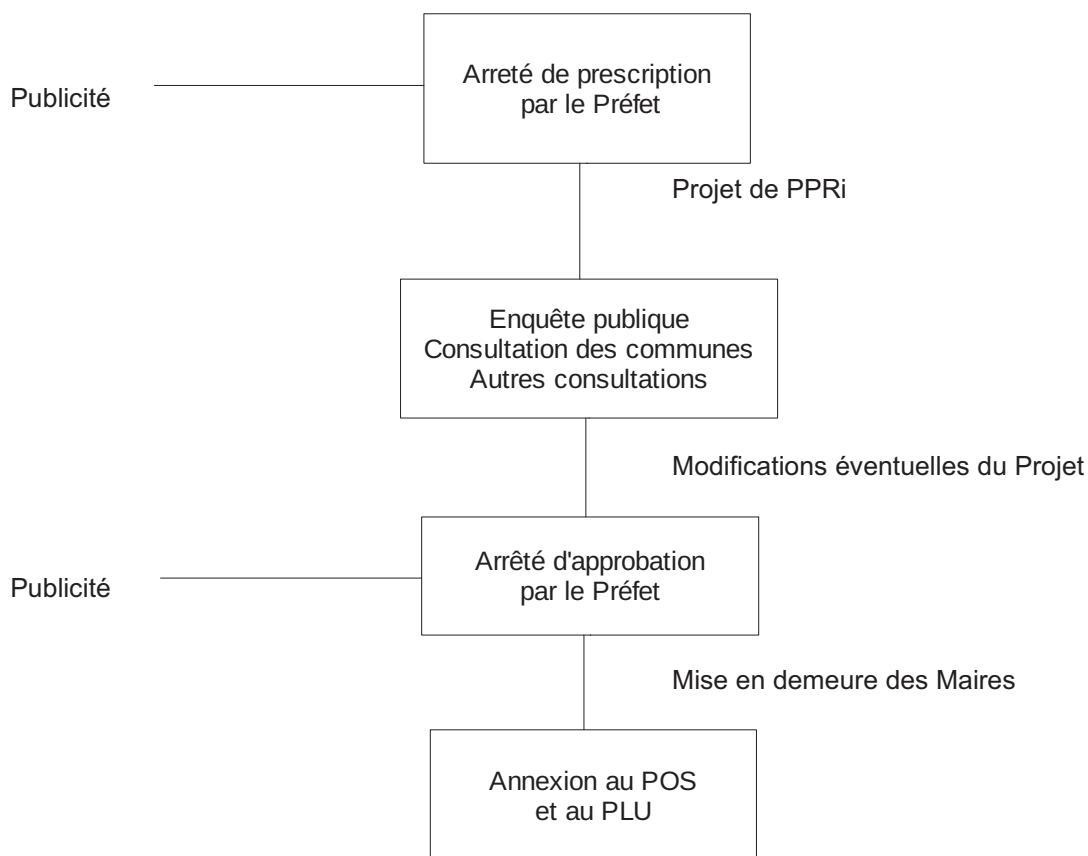 Arreté de prescription
par le Préfet
Publicité
Projet de PPRi
Enquête publique
Consultation des communes
Autres consultations
Modifications éventuelles du Projet
Arrêté d'approbation
par le Préfet
Publicité
Mise en demeure des Maires
Annexion au POS
et au PLU